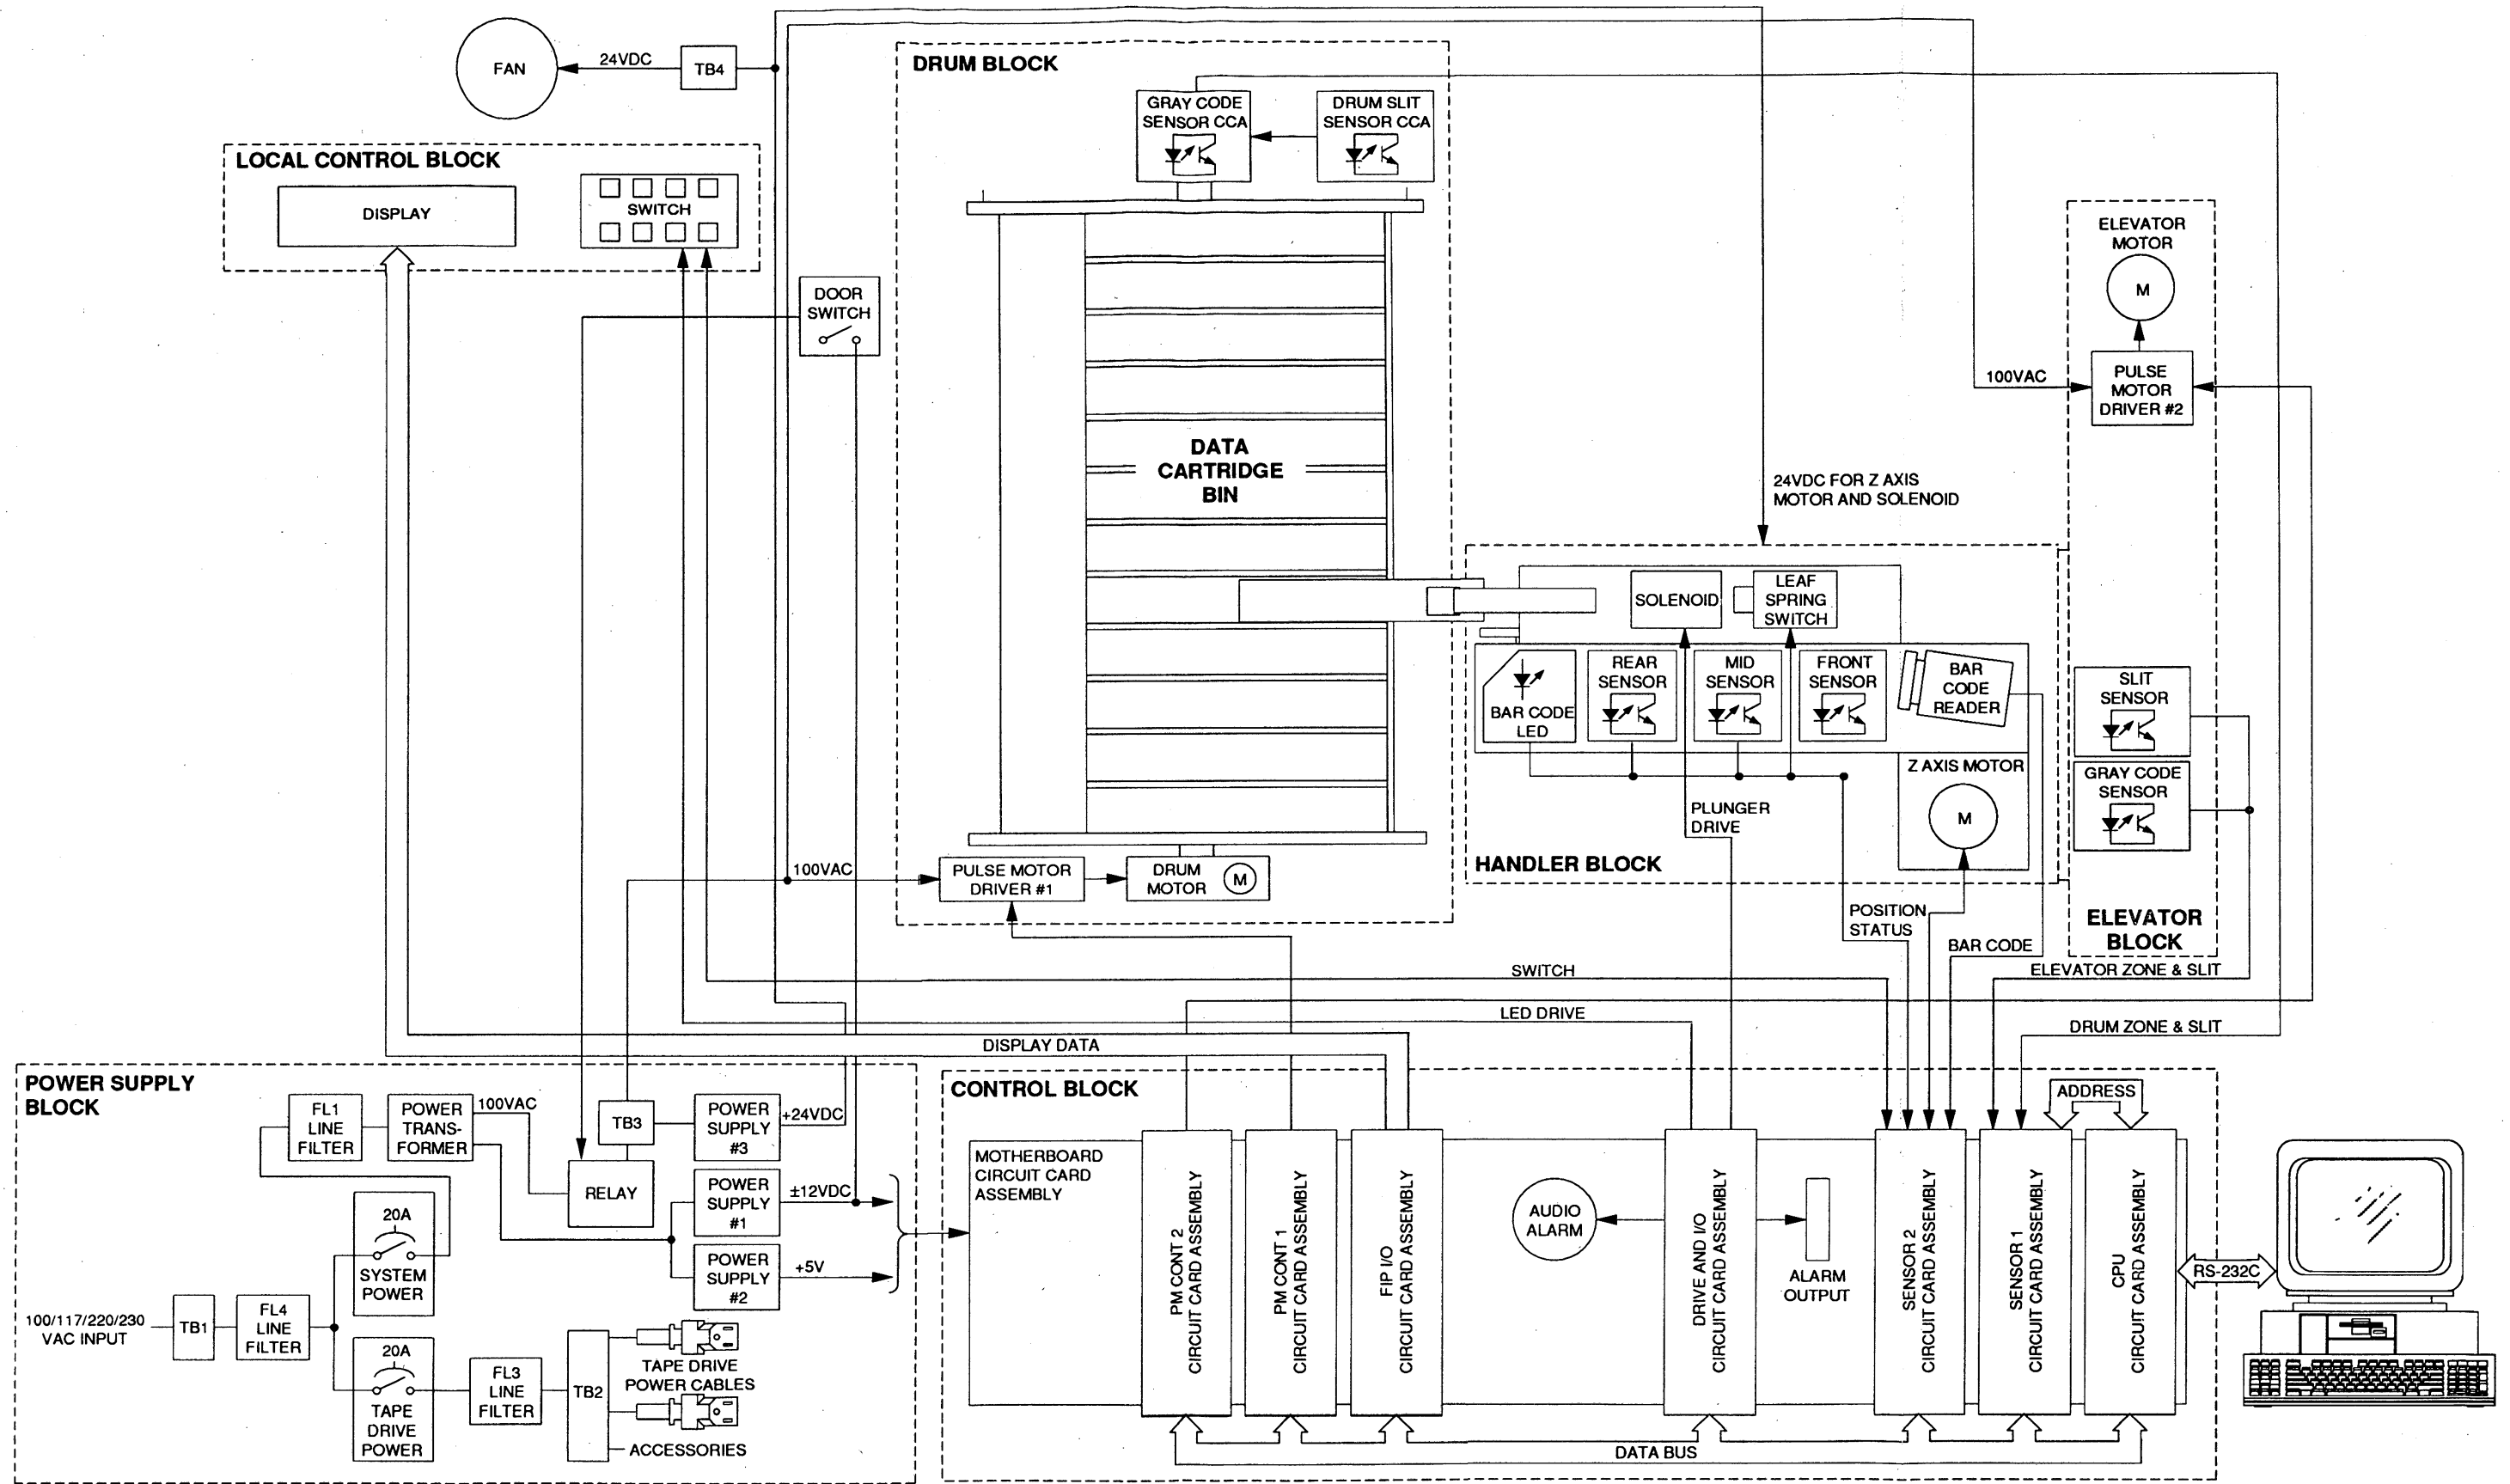 FAN
24VDC
TB4
LOCAL CONTROL BLOCK
DISPLAY
SWITCH
DOOR
SWITCH
DRUM BLOCK
GRAY CODE
SENSOR CCA
DRUM SLIT
SENSOR CCA
DATA
CARTRIDGE
BIN
100VAC
PULSE MOTOR
DRIVER #1
DRUM
MOTOR
M
24VDC FOR Z AXIS
MOTOR AND SOLENOID
ELEVATOR
MOTOR
M
100VAC
PULSE
MOTOR
DRIVER #2
SLIT
SENSOR
GRAY CODE
SENSOR
ELEVATOR
BLOCK
SOLENOID
LEAF
SPRING
SWITCH
BAR CODE
LED
REAR
SENSOR
MID
SENSOR
FRONT
SENSOR
BAR
CODE
READER
Z AXIS MOTOR
M
PLUNGER
DRIVE
HANDLER BLOCK
POSITION
STATUS
BAR CODE
SWITCH
ELEVATOR ZONE & SLIT
LED DRIVE
DRUM ZONE & SLIT
DISPLAY DATA
POWER SUPPLY
BLOCK
FL1
LINE
FILTER
POWER
TRANS-
FORMER
100VAC
TB3
RELAY
POWER
SUPPLY
#3
+24VDC
POWER
SUPPLY
#1
±12VDC
POWER
SUPPLY
#2
+5V
20A
SYSTEM
POWER
100/117/220/230
VAC INPUT
TB1
FL4
LINE
FILTER
20A
TAPE
DRIVE
POWER
FL3
LINE
FILTER
TB2
TAPE DRIVE
POWER CABLES
ACCESSORIES
CONTROL BLOCK
MOTHERBOARD
CIRCUIT CARD
ASSEMBLY
PM CONT 2
CIRCUIT CARD ASSEMBLY
PM CONT 1
CIRCUIT CARD ASSEMBLY
FIP I/O
CIRCUIT CARD ASSEMBLY
AUDIO
ALARM
DRIVE AND I/O
CIRCUIT CARD ASSEMBLY
ALARM
OUTPUT
SENSOR 2
CIRCUIT CARD ASSEMBLY
SENSOR 1
CIRCUIT CARD ASSEMBLY
ADDRESS
CPU
CIRCUIT CARD ASSEMBLY
RS-232C
DATA BUS